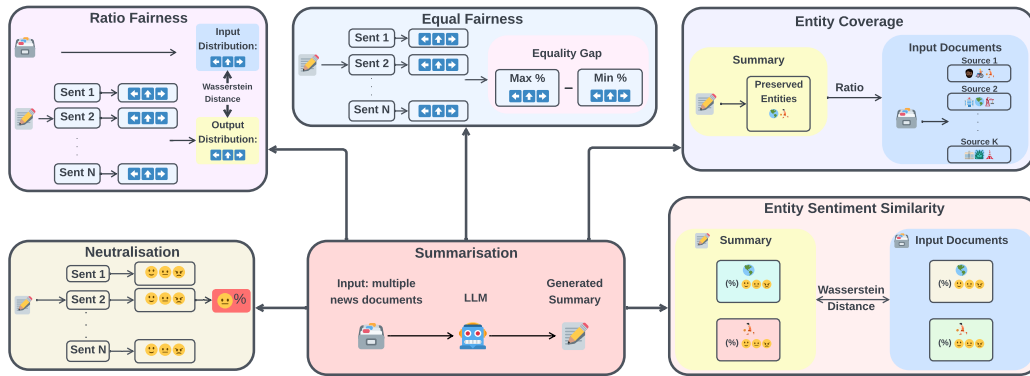 Ratio Fairness
Input
Distribution:
Wasserstein
Distance
Sent 1
Sent 2
Output
Distribution:
Sent N
Equal Fairness
Sent 1
Sent 2
Sent N
Equality Gap
Max %
–
Min %
Entity Coverage
Summary
Preserved
Entities
Ratio
Input Documents
Source 1
Source 2
Source K
Neutralisation
Sent 1
Sent 2
%
Sent N
Summarisation
Input: multiple
news documents
LLM
Generated
Summary
Entity Sentiment Similarity
Summary
(%)
(%)
Wasserstein
Distance
Input Documents
(%)
(%)